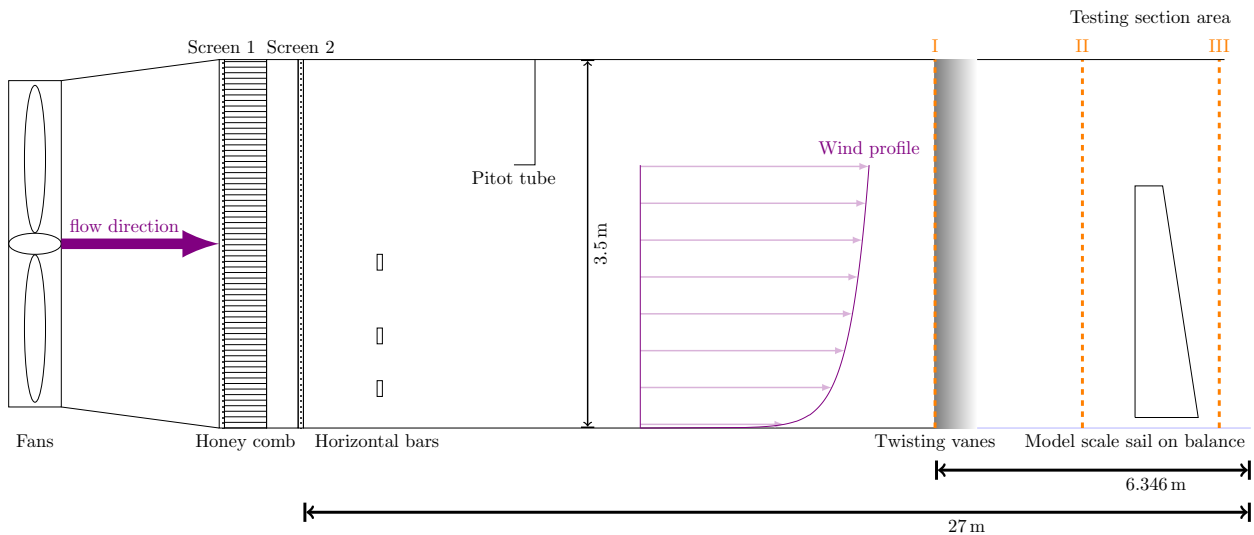 Testing section area
Screen 1
Screen 2
I
II
III
Wind profile
Pitot tube
flow direction
3.5 m
Fans
Honey comb
Horizontal bars
Twisting vanes
Model scale sail on balance
6.346 m
27 m